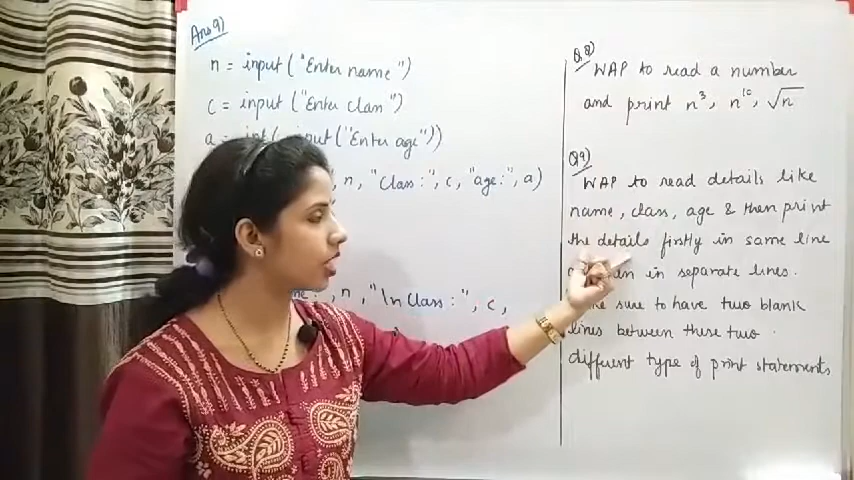 Ans 9)
n = input ("Enter name")
c = input ("Enter class")
a = int ( input ("Enter age"))
, n, "Class :", c, "age:", a)
, n, "\n Class : ", c,
Q.8)
WAP to read a number
and print n³, n¹⁰, √n
Q9)
WAP to read details like
name, class, age & then print
the details firstly in same line
in separate lines.
sure to have two blank
lines between these two
different type of print statements